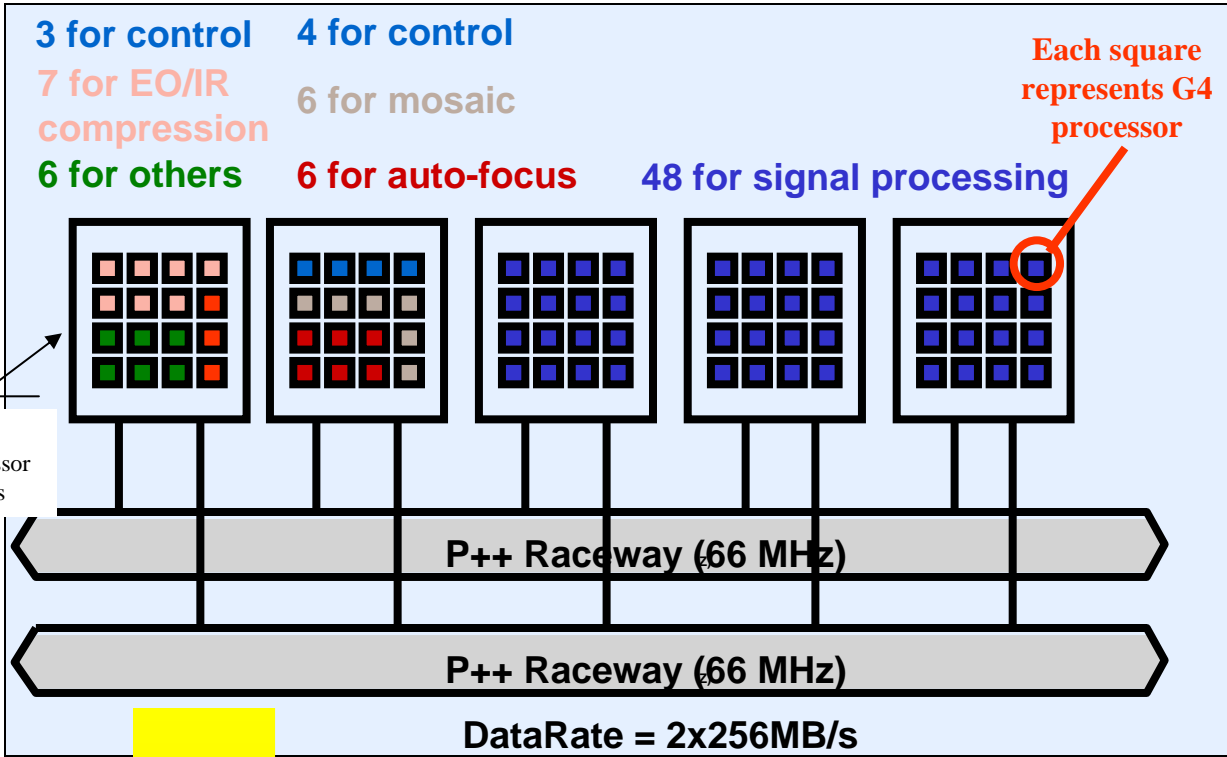 3 for control
4 for control
7 for EO/IR
compression
6 for mosaic
6 for others
6 for auto-focus
48 for signal processing
Each square
represents G4
processor
ssor
s
P++ Raceway (66 MHz)
P++ Raceway (66 MHz)
DataRate = 2x256MB/s